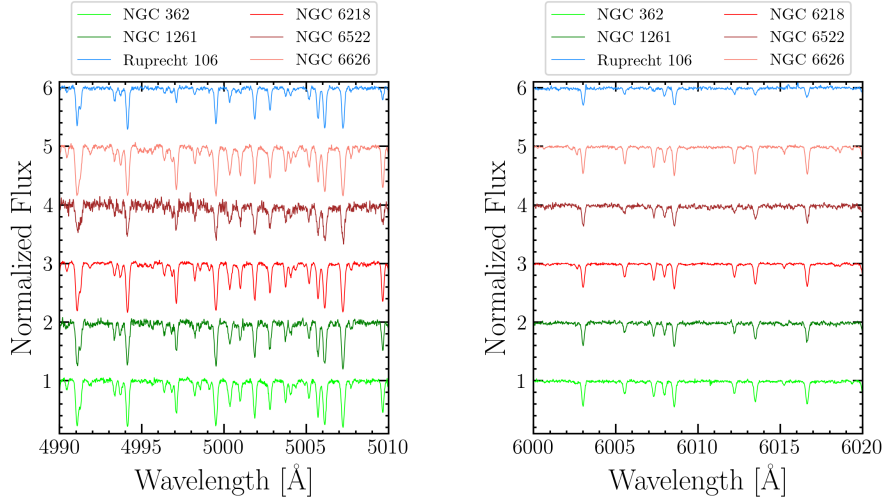 NGC 362 NGC 6218
NGC 1261 NGC 6522
Ruprecht 106 NGC 6626
Normalized Flux
6
5
4
3
2
1
4990 4995 5000 5005 5010
Wavelength [Å]
NGC 362 NGC 6218
NGC 1261 NGC 6522
Ruprecht 106 NGC 6626
Normalized Flux
6
5
4
3
2
1
6000 6005 6010 6015 6020
Wavelength [Å]